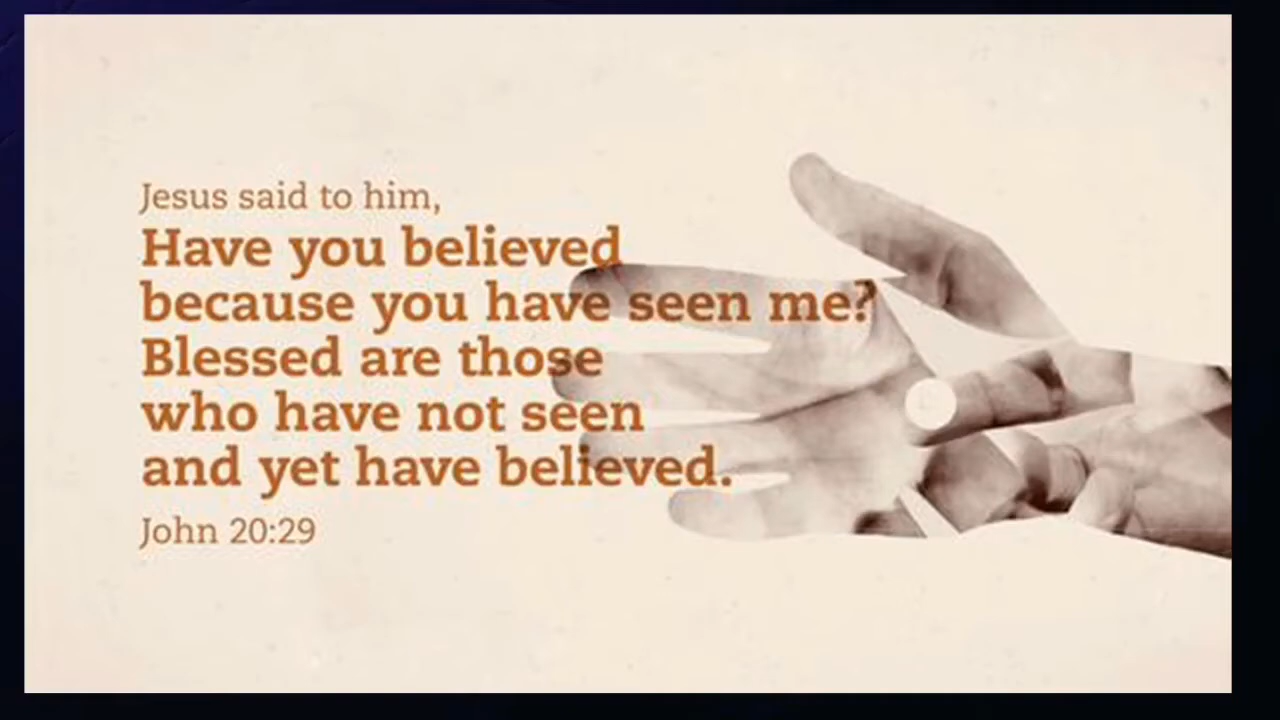 Jesus said to him,
Have you believed
because you have seen me?
Blessed are those
who have not seen
and yet have believed.
John 20:29